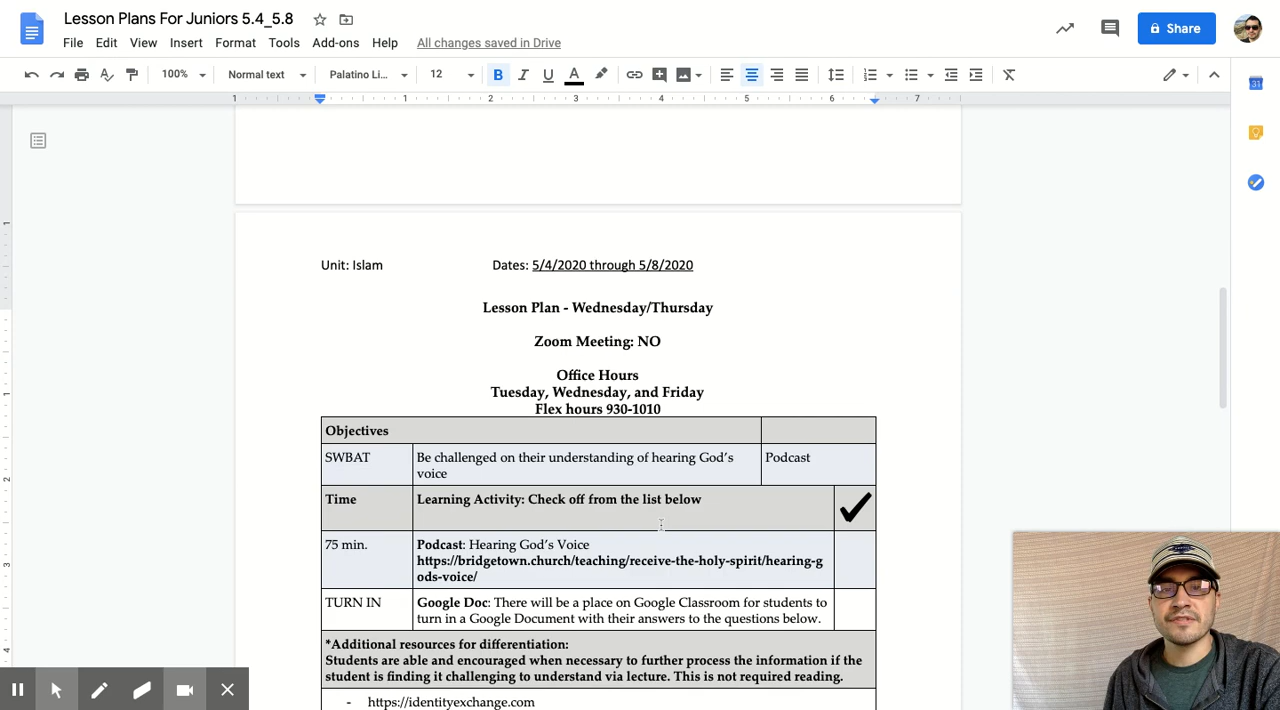 Lesson Plans For Juniors 5.4_5.8
File Edit View Insert Format Tools Add-ons Help All changes saved in Drive
Share
100% Normal text Palatino Li... 12 B I U A
1 1 2 3 4 5 6 7
Unit: Islam Dates: 5/4/2020 through 5/8/2020
Lesson Plan - Wednesday/Thursday
Zoom Meeting: NO
Office Hours
Tuesday, Wednesday, and Friday
Flex hours 930-1010
Objectives
SWBAT Be challenged on their understanding of hearing God's voice Podcast
Time Learning Activity: Check off from the list below
75 min. Podcast: Hearing God's Voice
https://bridgetown.church/teaching/receive-the-holy-spirit/hearing-g
ods-voice/
TURN IN Google Doc: There will be a place on Google Classroom for students to
turn in a Google Document with their answers to the questions below.
*Additional resources for differentiation:
Students are able and encouraged when necessary to further process the information if the
student is finding it challenging to understand via lecture. This is not required reading.
- https://identityexchange.com